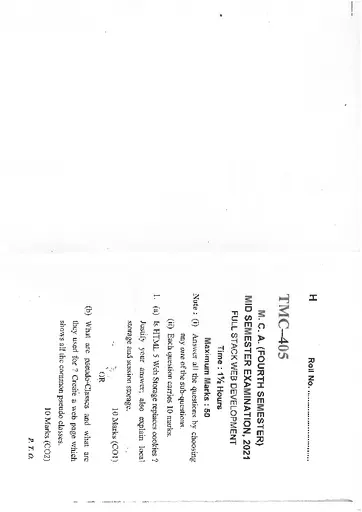 H
Roll No. ........................
TMC–405
M. C. A. (FOURTH SEMESTER)
MID SEMESTER EXAMINATION, 2021
FULL STACK WEB DEVELOPMENT
Time : 1½ Hours
Maximum Marks : 50
Note : (i) Answer all the questions by choosing
any one of the sub-questions
(ii) Each question carries 10 marks.
1. (a) Is HTML 5 Web Storage replaces cookies ?
Justify your answer, also explain local
storage and session storage.
10 Marks (CO1)
OR
(b) What are pseudo-Classes and what are
they used for ? Create a web page which
shows all the common pseudo classes.
10 Marks (CO2)
P. T. O.